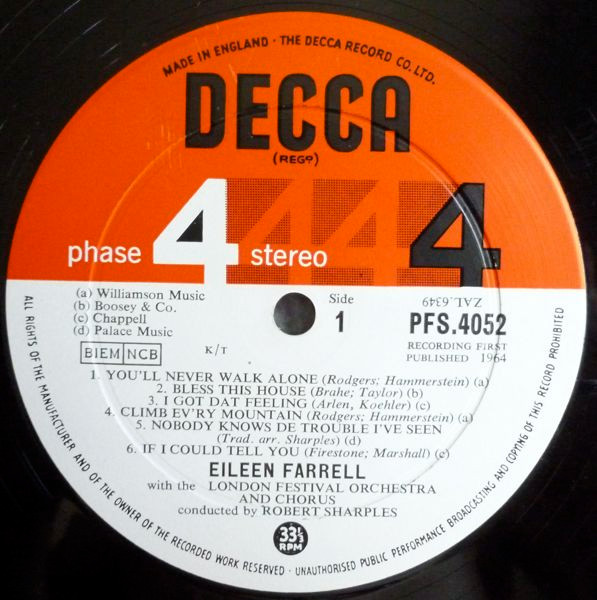 MADE IN ENGLAND · THE DECCA RECORD CO. LTD.
DECCA
(REGD)
phase 4 stereo 4 4 4
(a) Williamson Music
(b) Boosey & Co.
(c) Chappell
(d) Palace Music
BIEM NCB
K/T
Side
1
ZAL.6349
PFS.4052
RECORDING FIRST
PUBLISHED 1964
1. YOU'LL NEVER WALK ALONE (Rodgers; Hammerstein) (a)
2. BLESS THIS HOUSE (Brahe; Taylor) (b)
3. I GOT DAT FEELING (Arlen, Koehler) (c)
4. CLIMB EV'RY MOUNTAIN (Rodgers; Hammerstein) (a)
5. NOBODY KNOWS DE TROUBLE I'VE SEEN
(Trad. arr. Sharples) (d)
6. IF I COULD TELL YOU (Firestone; Marshall) (c)
EILEEN FARRELL
with the LONDON FESTIVAL ORCHESTRA
AND CHORUS
conducted by ROBERT SHARPLES
33⅓
RPM
ALL RIGHTS OF THE MANUFACTURER AND OF THE OWNER OF THE RECORDED WORK RESERVED · UNAUTHORISED PUBLIC PERFORMANCE BROADCASTING AND COPYING OF THIS RECORD PROHIBITED